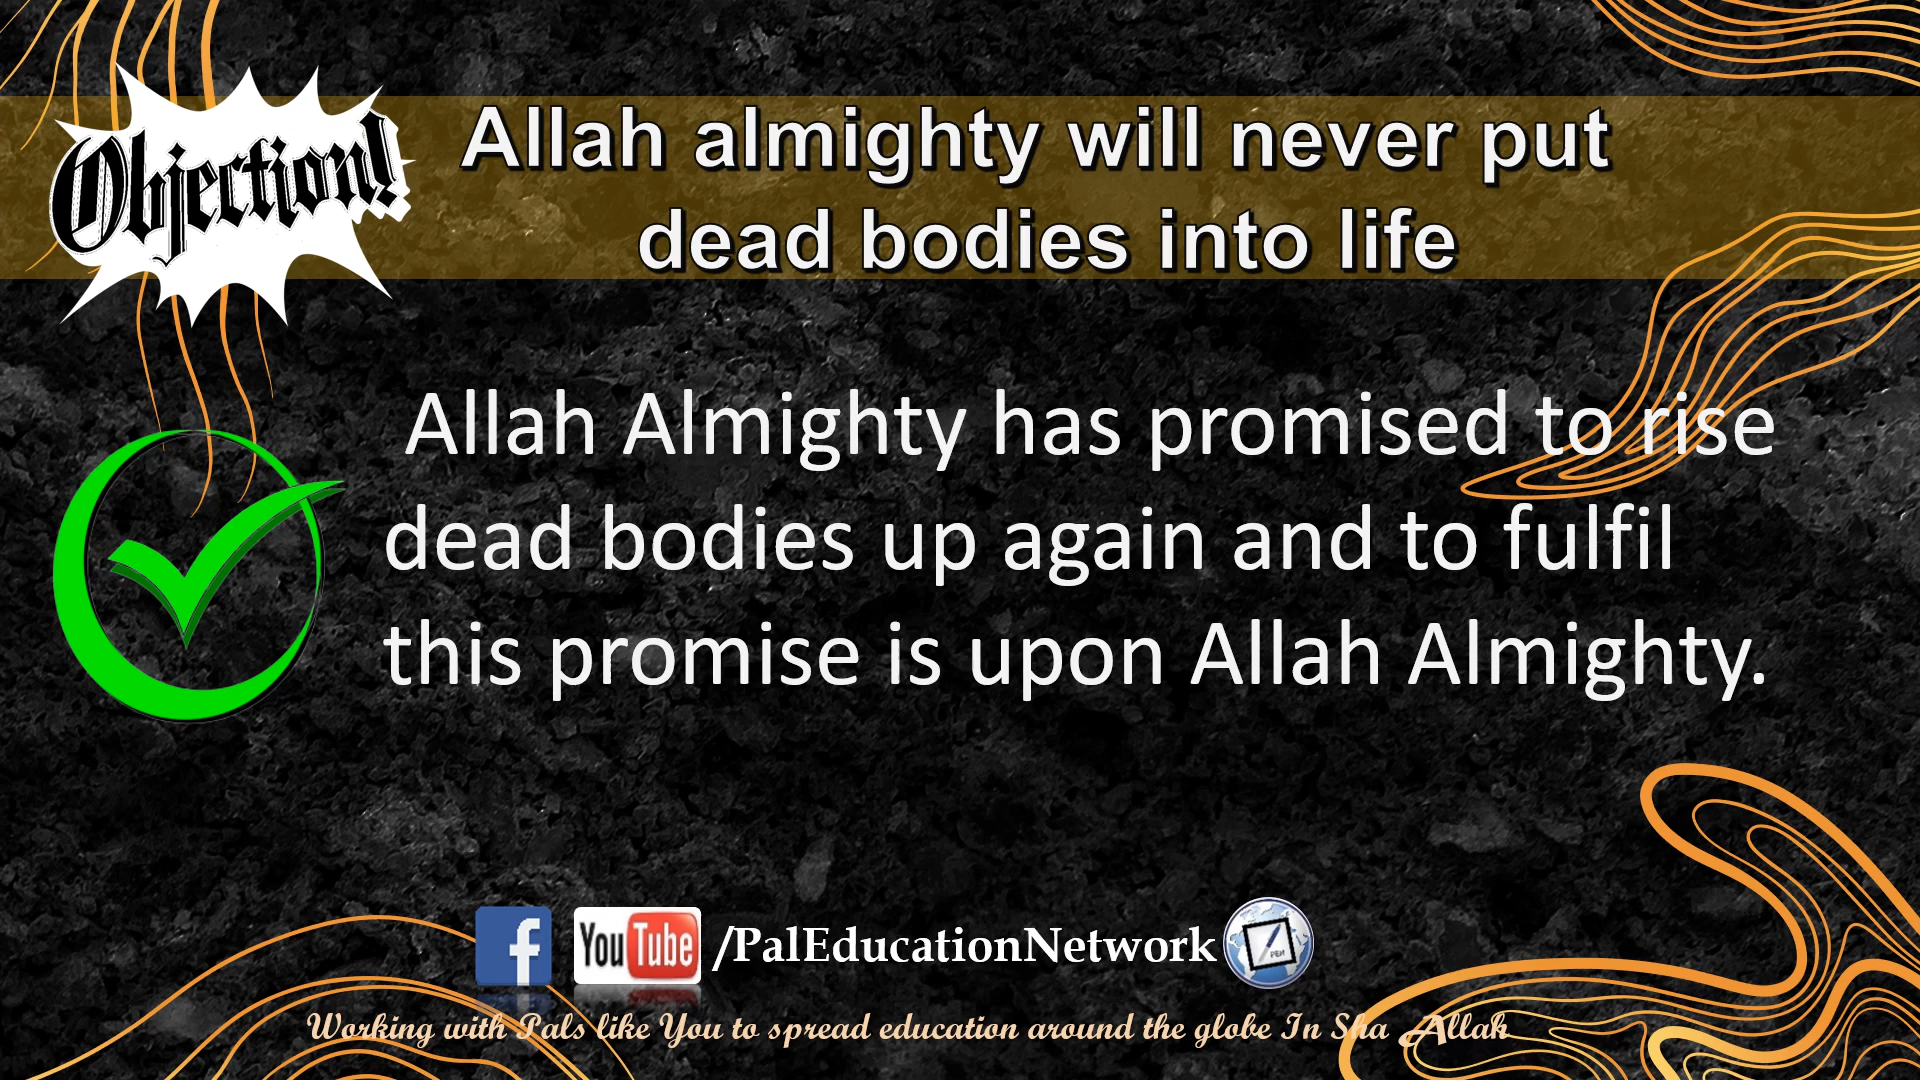 Objection!
Allah almighty will never put
dead bodies into life
Allah Almighty has promised to rise
dead bodies up again and to fulfil
this promise is upon Allah Almighty.
f YouTube /PalEducationNetwork PEN
Working with Pals like You to spread education around the globe In Sha Allah